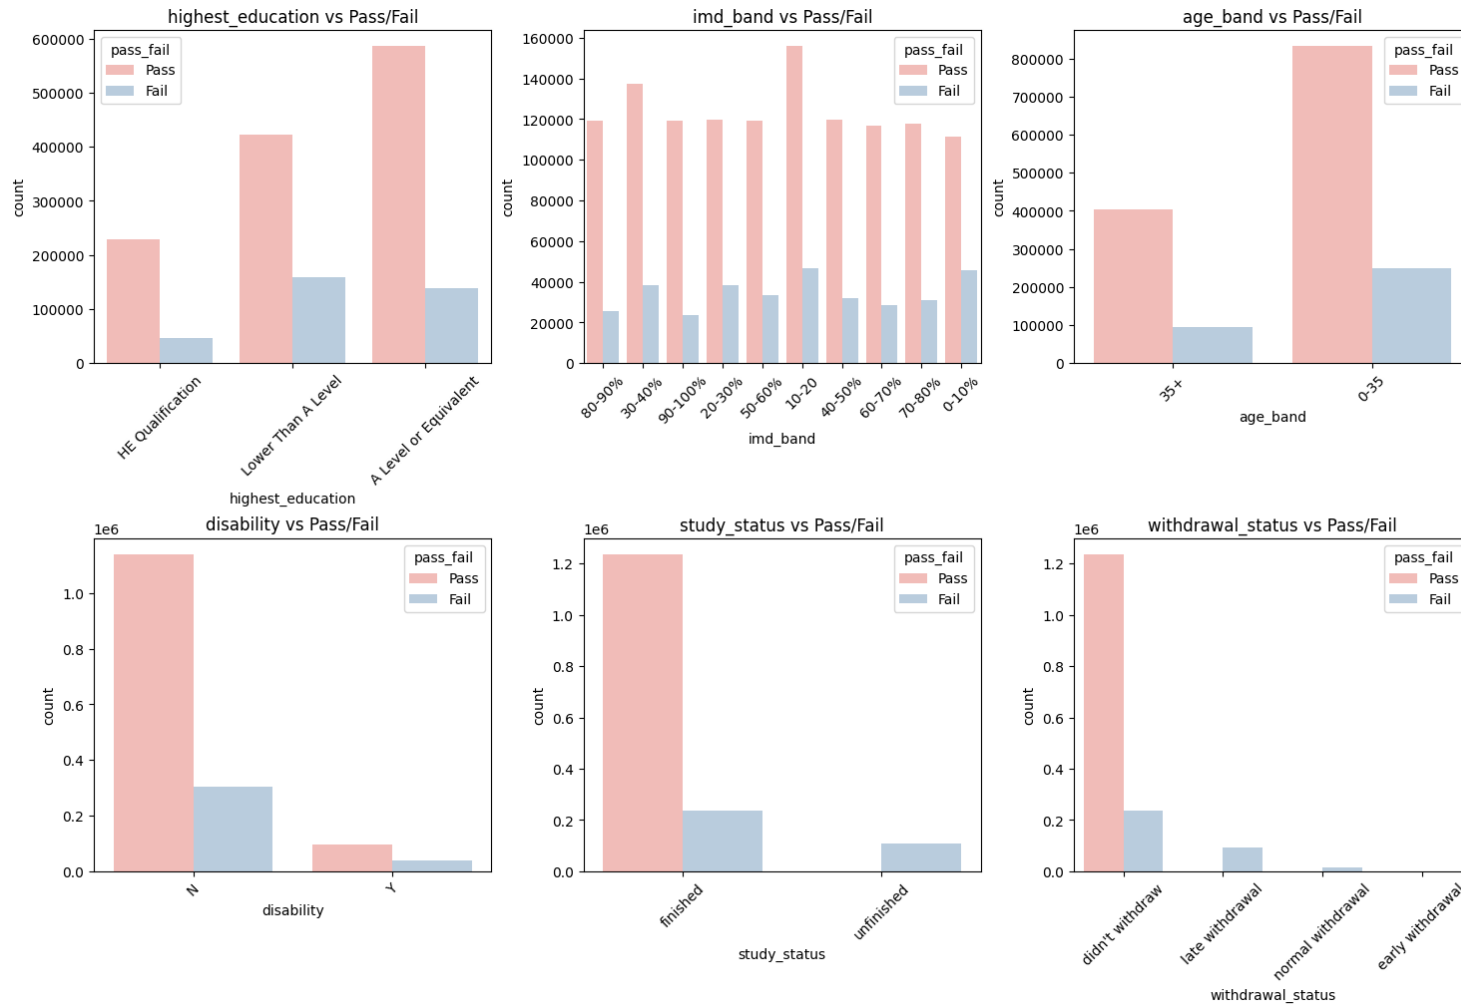 highest_education vs Pass/Fail
pass_fail
Pass
Fail
600000
500000
400000
300000
200000
100000
0
count
HE Qualification
Lower Than A Level
A Level or Equivalent
highest_education
imd_band vs Pass/Fail
pass_fail
Pass
Fail
160000
140000
120000
100000
80000
60000
40000
20000
0
count
80-90%
30-40%
90-100%
20-30%
50-60%
10-20
40-50%
60-70%
70-80%
0-10%
imd_band
age_band vs Pass/Fail
pass_fail
Pass
Fail
800000
700000
600000
500000
400000
300000
200000
100000
0
count
35+
0-35
age_band
disability vs Pass/Fail
1e6
pass_fail
Pass
Fail
1.0
0.8
0.6
0.4
0.2
0.0
count
N
Y
disability
study_status vs Pass/Fail
1e6
pass_fail
Pass
Fail
1.2
1.0
0.8
0.6
0.4
0.2
0.0
count
finished
unfinished
study_status
withdrawal_status vs Pass/Fail
1e6
pass_fail
Pass
Fail
1.2
1.0
0.8
0.6
0.4
0.2
0.0
count
didn't withdraw
late withdrawal
normal withdrawal
early withdrawal
withdrawal_status